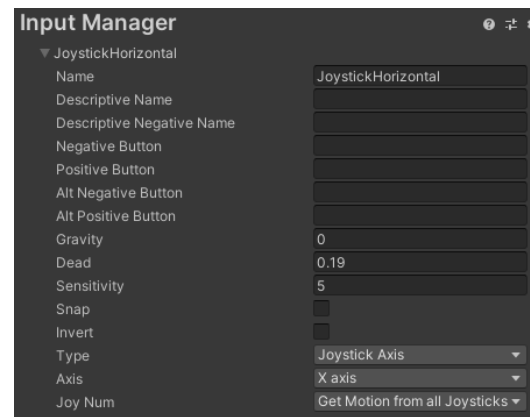 Input Manager
JoystickHorizontal
Name JoystickHorizontal
Descriptive Name
Descriptive Negative Name
Negative Button
Positive Button
Alt Negative Button
Alt Positive Button
Gravity 0
Dead 0.19
Sensitivity 5
Snap
Invert
Type Joystick Axis
Axis X axis
Joy Num Get Motion from all Joysticks